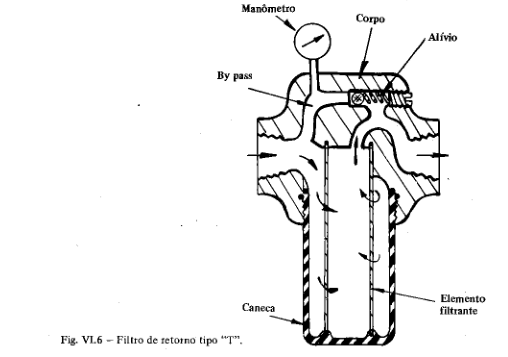 Manômetro
Corpo
Alívio
By pass
Caneca
Elemento
filtrante
Fig. VI.6 – Filtro de retorno tipo “T”.